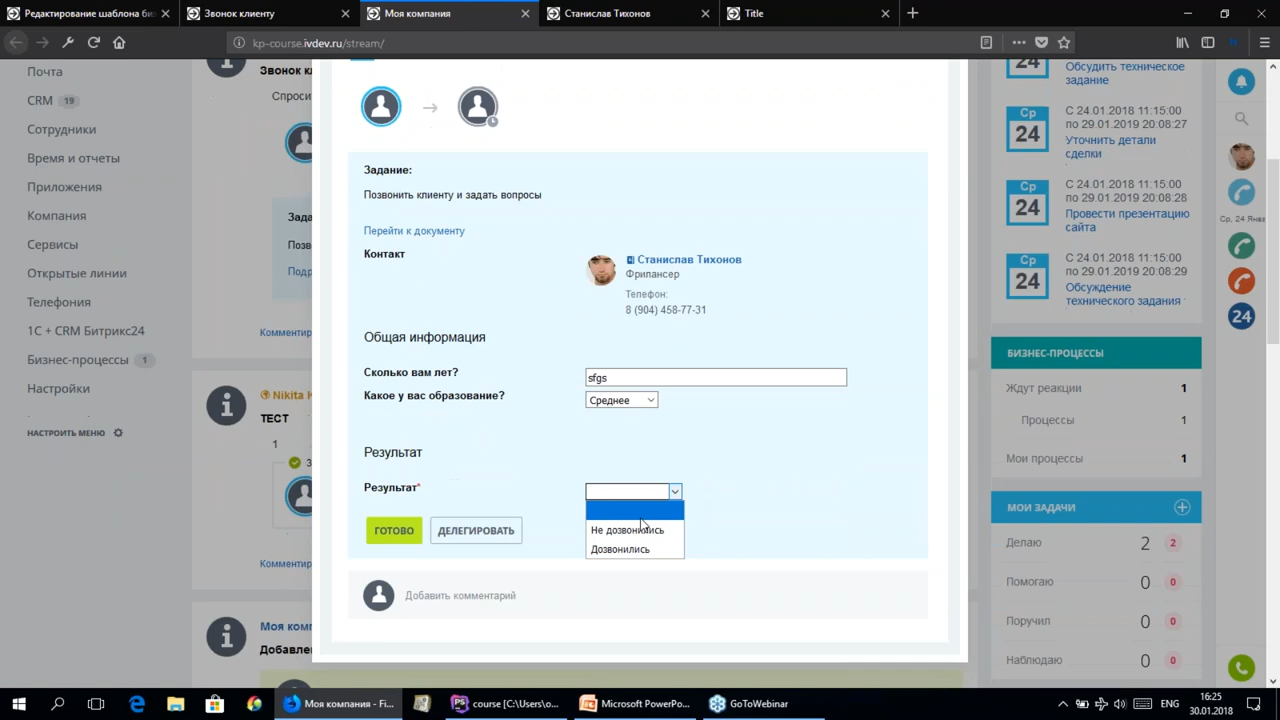 Редактирование шаблона биз
Звонок клиенту
Моя компания
Станислав Тихонов
Title
kp-course.ivdev.ru/stream/
Почта
CRM 19
Сотрудники
Время и отчеты
Приложения
Компания
Сервисы
Открытые линии
Телефония
1С + CRM Битрикс24
Бизнес-процессы 1
Настройки
НАСТРОИТЬ МЕНЮ
Звонок кл
Спроси
Зада
Позв
Подр
Комментир
Nikita К
ТЕСТ
1
З
Комментир
Моя комп
Добавле
Задание:
Позвонить клиенту и задать вопросы
Перейти к документу
Контакт
Станислав Тихонов
Фрилансер
Телефон:
8 (904) 458-77-31
Общая информация
Сколько вам лет?
sfgs
Какое у вас образование?
Среднее
Результат
Результат*
Не дозвонились
Дозвонились
ГОТОВО
ДЕЛЕГИРОВАТЬ
Добавить комментарий
24
Обсудить техническое
задание
Ср
24
С 24.01.2018 11:15:00
по 29.01.2019 20:08:27
Уточнить детали
сделки
Ср
24
С 24.01.2018 11:15:00
по 29.01.2019 20:08:28
Провести презентацию
сайта
Ср
24
С 24.01.2018 11:15:00
по 29.01.2019 20:08:29
Обсуждение
технического задания
БИЗНЕС-ПРОЦЕССЫ
Ждут реакции 1
Процессы 1
Мои процессы 1
МОИ ЗАДАЧИ
Делаю 2 2
Помогаю 0 0
Поручил 0 0
Наблюдаю 0 0
Ср, 24 Янва
24
Моя компания - Fi...
course [C:\Users\o...
Microsoft PowerPo...
GoToWebinar
ENG
16:25
30.01.2018